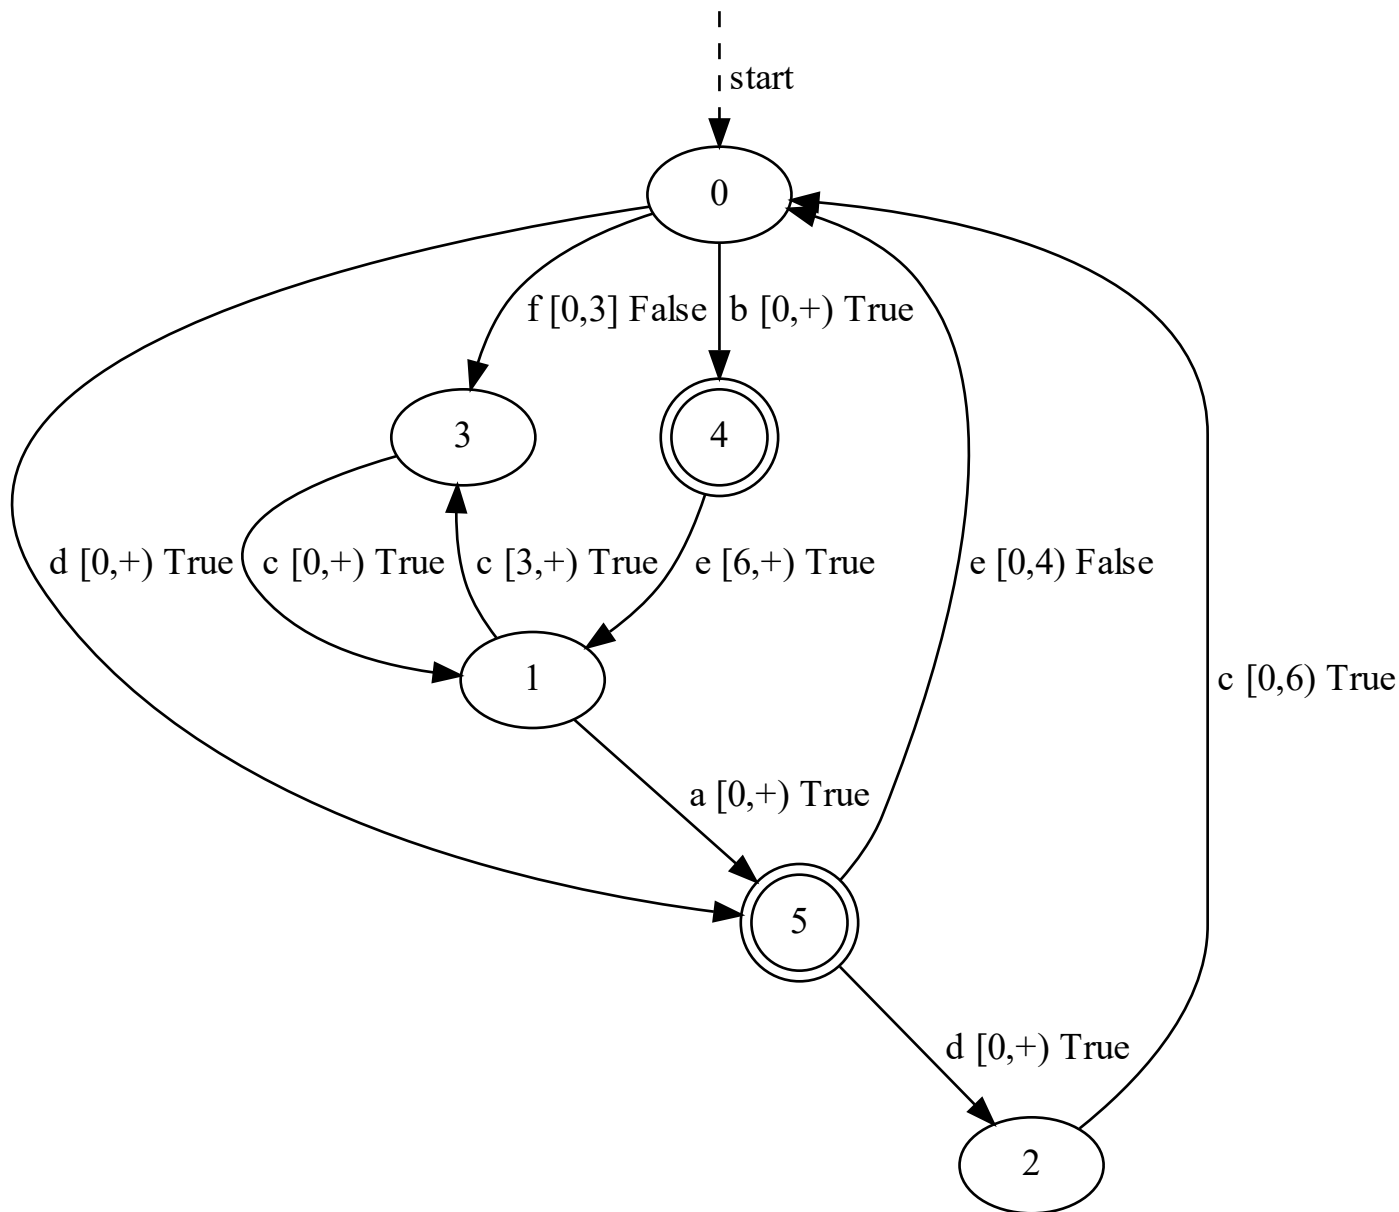 start
0
f [0,3] False
b [0,+) True
3
4
d [0,+) True
c [0,+) True
c [3,+) True
e [6,+) True
e [0,4) False
1
c [0,6) True
a [0,+) True
5
d [0,+) True
2